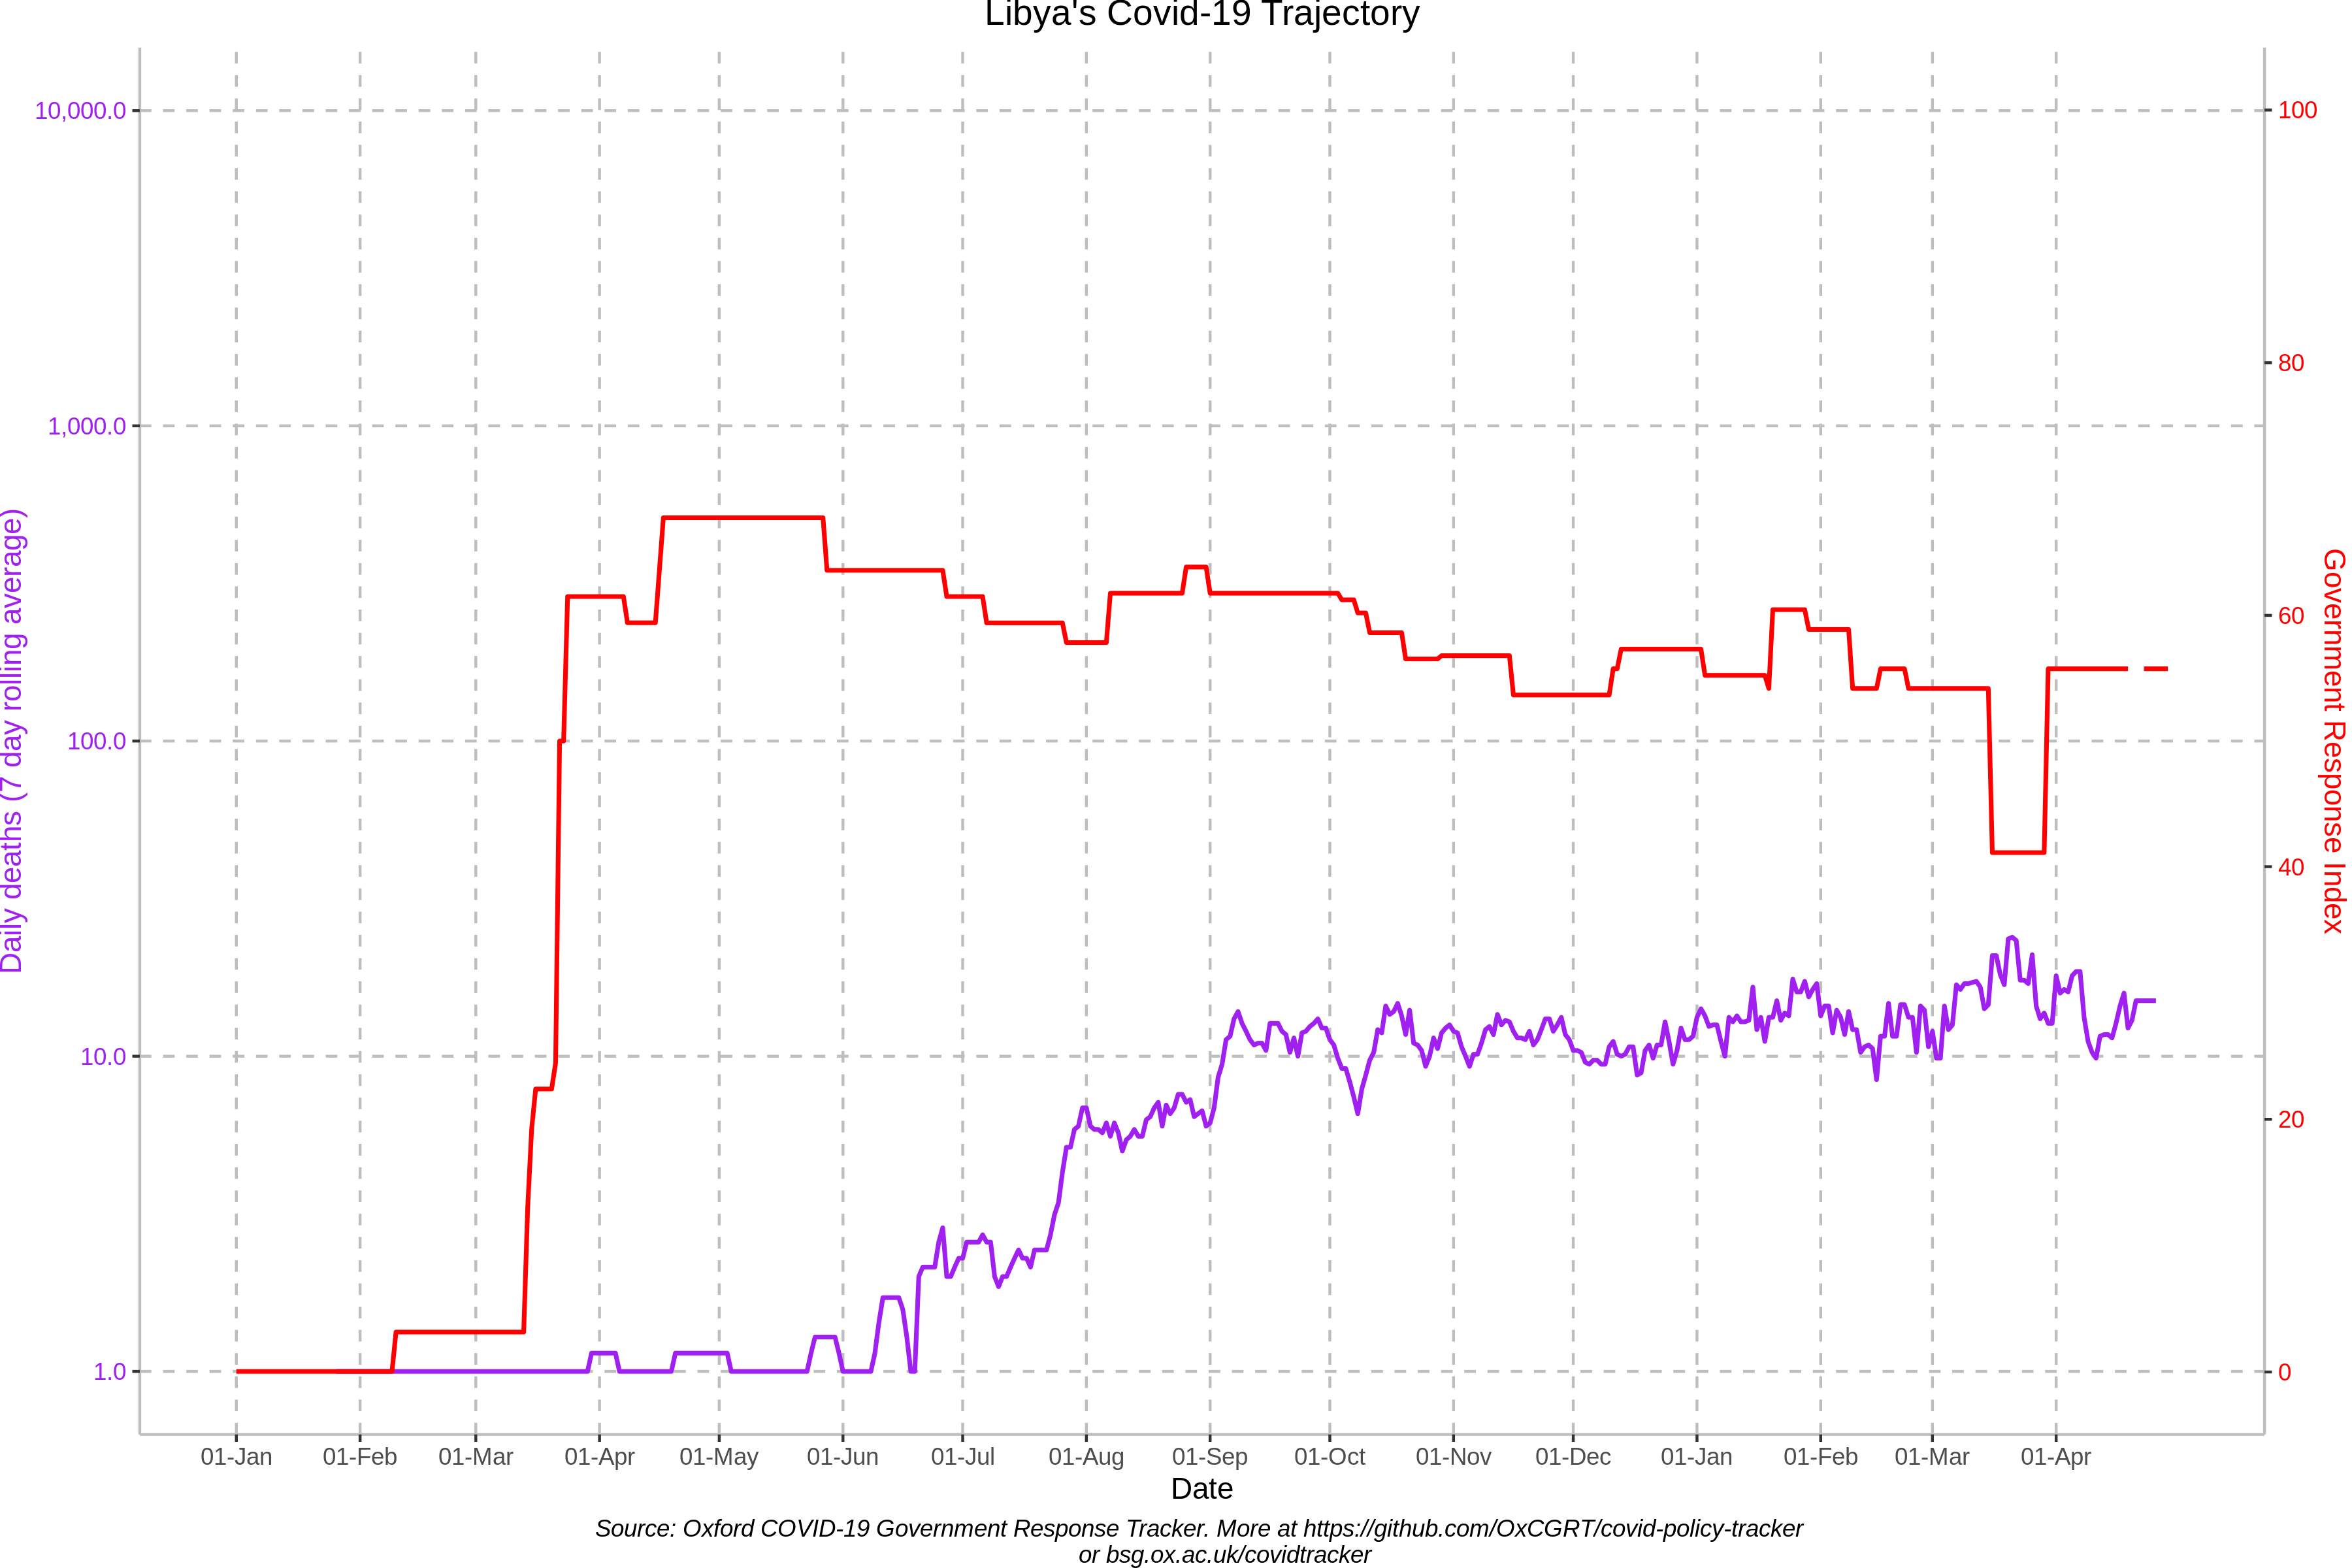 Libya's Covid-19 Trajectory
10,000.0
1,000.0
100.0
10.0
1.0
Daily deaths (7 day rolling average)
100
80
60
40
20
0
Government Response Index
01-Jan
01-Feb
01-Mar
01-Apr
01-May
01-Jun
01-Jul
01-Aug
01-Sep
01-Oct
01-Nov
01-Dec
01-Jan
01-Feb
01-Mar
01-Apr
Date
Source: Oxford COVID-19 Government Response Tracker. More at https://github.com/OxCGRT/covid-policy-tracker
or bsg.ox.ac.uk/covidtracker